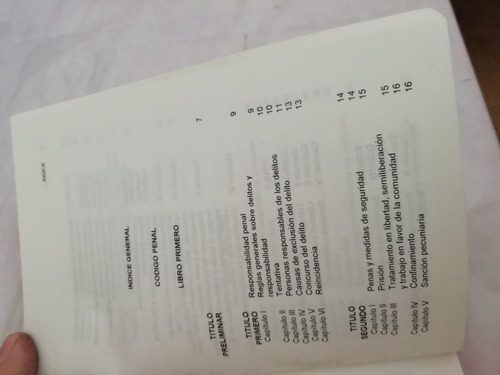 INDICE
INDICE GENERAL
CODIGO PENAL
LIBRO PRIMERO
TITULO
PRELIMINAR 7
TITULO Responsabilidad penal 9
PRIMERO Reglas generales sobre delitos y
Capítulo I responsabilidad 9
Capítulo II Tentativa 10
Capítulo III Personas responsables de los delitos 10
Capítulo IV Causas de exclusión del delito 11
Capítulo V Concurso del delito 13
Capítulo VI Reincidencia 13
TITULO Penas y medidas de seguridad 14
SEGUNDO Prisión 14
Capítulo I Tratamiento en libertad, semiliberación 15
Capítulo II y trabajo en favor de la comunidad 15
Capítulo III Confinamiento 16
Capítulo IV Sanción pecuniaria 16
Capítulo V